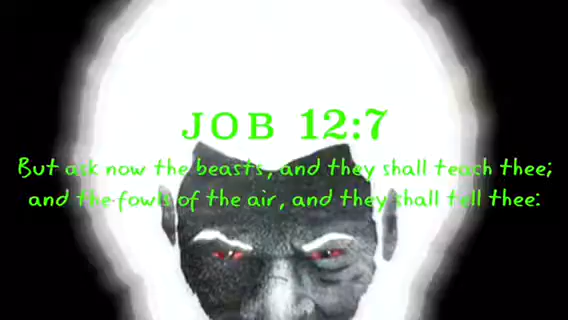 JOB 12:7
But ask now the beasts, and they shall teach thee;
and the fowls of the air, and they shall tell thee: